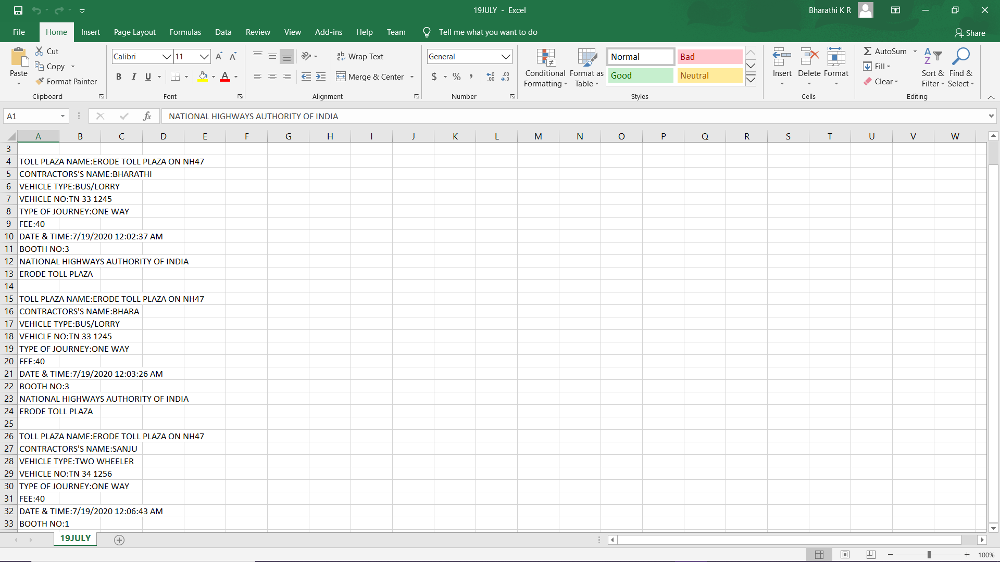 19JULY - Excel
Bharathi K R
File Home Insert Page Layout Formulas Data Review View Add-ins Help Team Tell me what you want to do
Share
Paste
Cut
Copy
Format Painter
Clipboard
Calibri 11
B I U
A
Font
ab Wrap Text
Merge & Center
Alignment
General
$ % ,
Number
Conditional Formatting
Format as Table
Normal Bad
Good Neutral
Styles
Insert Delete Format
Cells
AutoSum
Fill
Clear
Sort & Filter
Find & Select
Editing
A1
fx
NATIONAL HIGHWAYS AUTHORITY OF INDIA
A B C D E F G H I J K L M N O P Q R S T U V W
3
4 TOLL PLAZA NAME:ERODE TOLL PLAZA ON NH47
5 CONTRACTORS'S NAME:BHARATHI
6 VEHICLE TYPE:BUS/LORRY
7 VEHICLE NO:TN 33 1245
8 TYPE OF JOURNEY:ONE WAY
9 FEE:40
10 DATE & TIME:7/19/2020 12:02:37 AM
11 BOOTH NO:3
12 NATIONAL HIGHWAYS AUTHORITY OF INDIA
13 ERODE TOLL PLAZA
14
15 TOLL PLAZA NAME:ERODE TOLL PLAZA ON NH47
16 CONTRACTORS'S NAME:BHARA
17 VEHICLE TYPE:BUS/LORRY
18 VEHICLE NO:TN 33 1245
19 TYPE OF JOURNEY:ONE WAY
20 FEE:40
21 DATE & TIME:7/19/2020 12:03:26 AM
22 BOOTH NO:3
23 NATIONAL HIGHWAYS AUTHORITY OF INDIA
24 ERODE TOLL PLAZA
25
26 TOLL PLAZA NAME:ERODE TOLL PLAZA ON NH47
27 CONTRACTORS'S NAME:SANJU
28 VEHICLE TYPE:TWO WHEELER
29 VEHICLE NO:TN 34 1256
30 TYPE OF JOURNEY:ONE WAY
31 FEE:40
32 DATE & TIME:7/19/2020 12:06:43 AM
33 BOOTH NO:1
19JULY
100%